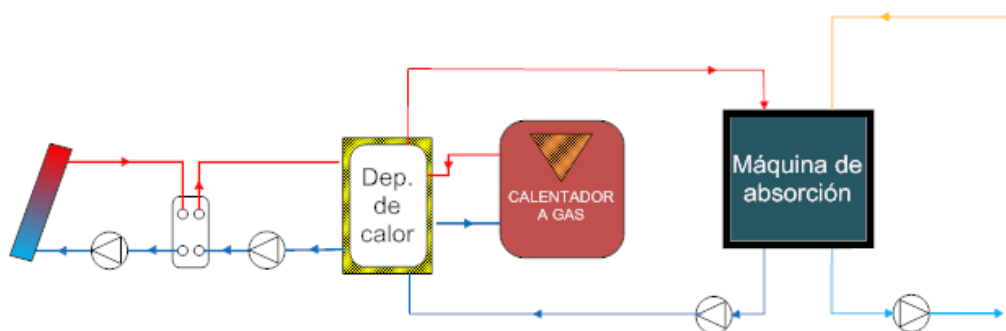 Dep.
de
calor
CALENTADOR
A GAS
Máquina de
absorción